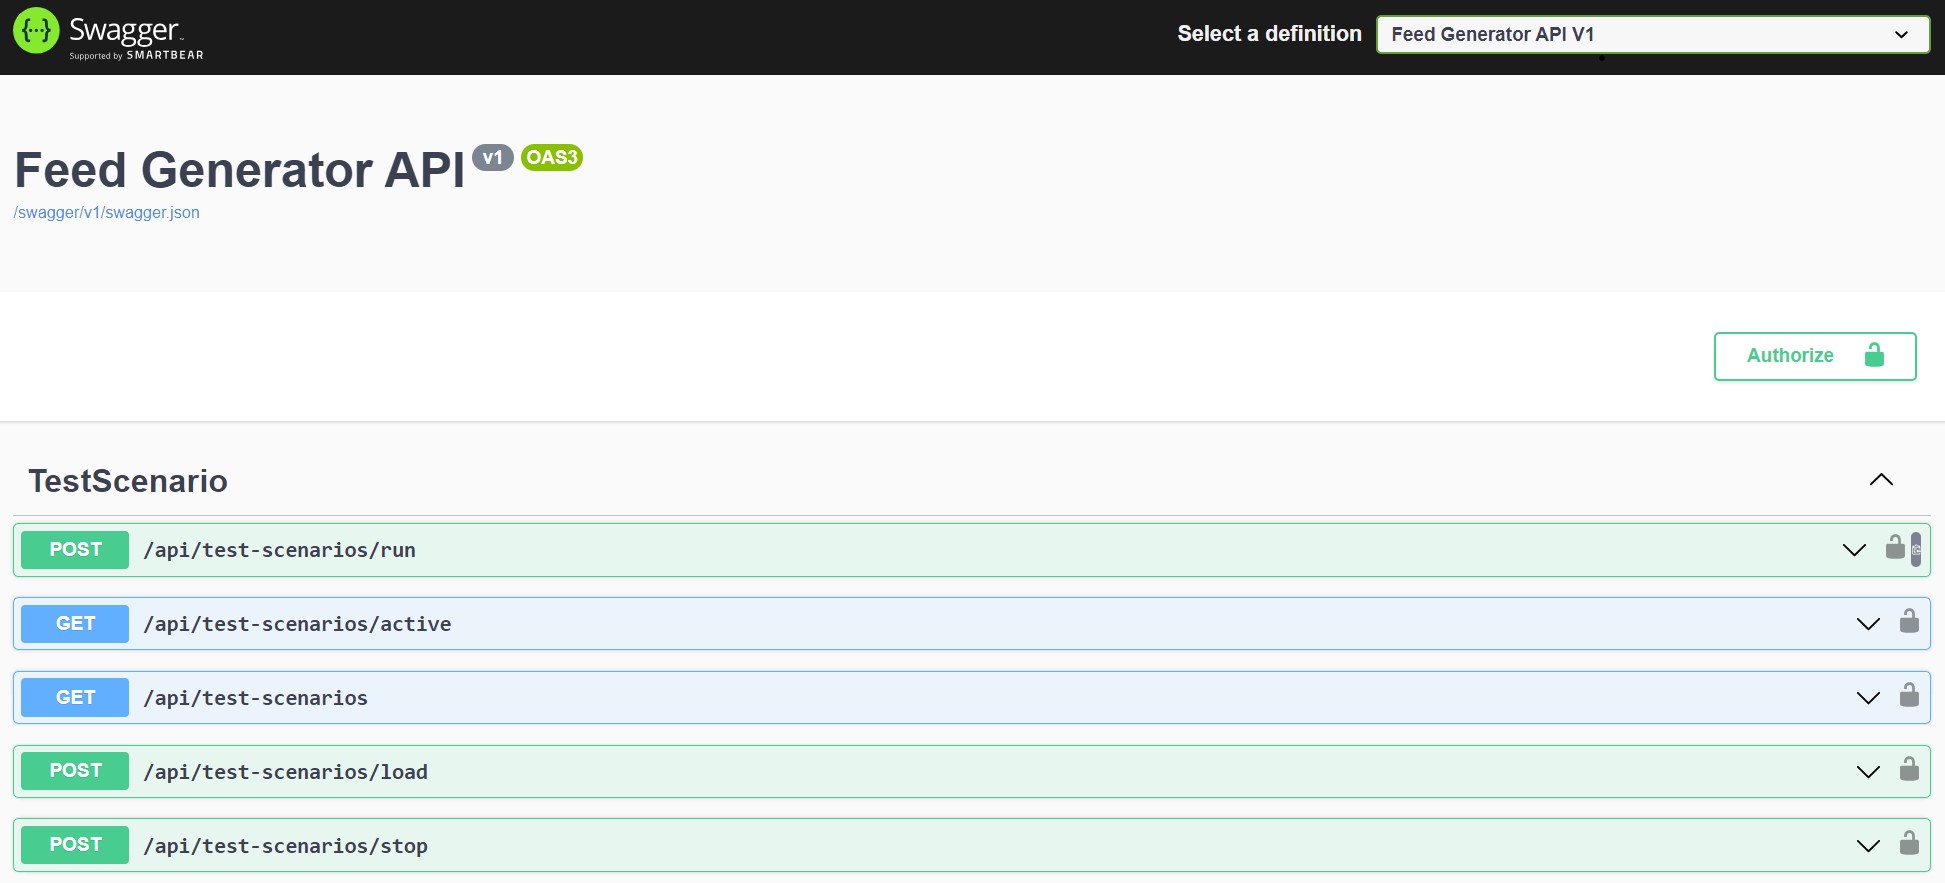 Swagger
Supported by SMARTBEAR
Select a definition
Feed Generator API V1
Feed Generator API v1 OAS3
/swagger/v1/swagger.json
Authorize
TestScenario
POST /api/test-scenarios/run
GET /api/test-scenarios/active
GET /api/test-scenarios
POST /api/test-scenarios/load
POST /api/test-scenarios/stop